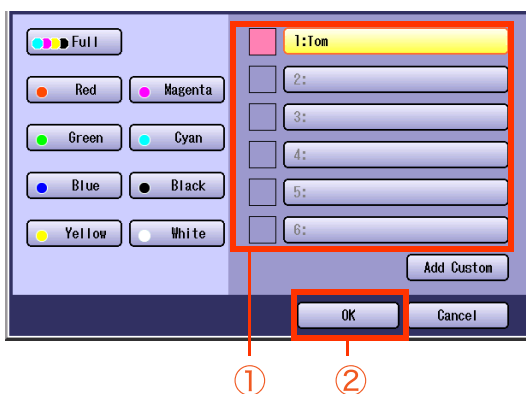 Full
Red
Magenta
Green
Cyan
Blue
Black
Yellow
White
1:Tom
2:
3:
4:
5:
6:
Add Custom
OK
Cancel
①
②